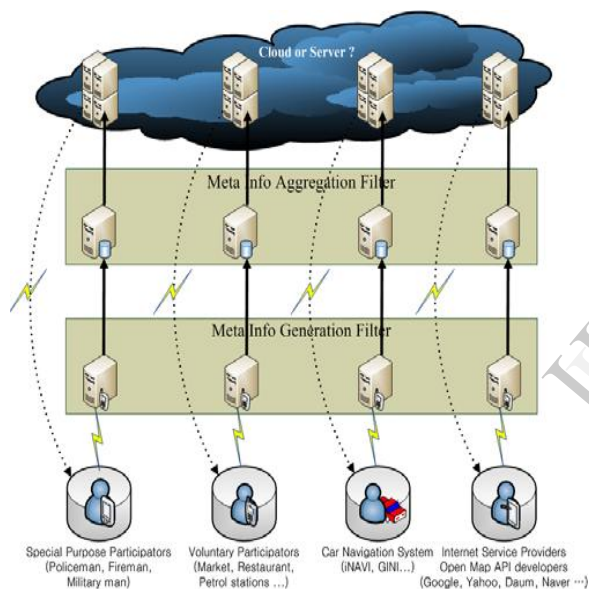 Cloud or Server ?
Meta Info Aggregation Filter
Meta Info Generation Filter
Special Purpose Participators
(Policeman, Fireman,
Military man)
Voluntary Participators
(Market, Restaurant,
Petrol stations ...)
Car Navigation System
(iNAVI, GINI...)
Internet Service Providers
Open Map API developers
(Google, Yahoo, Daum, Naver ...)